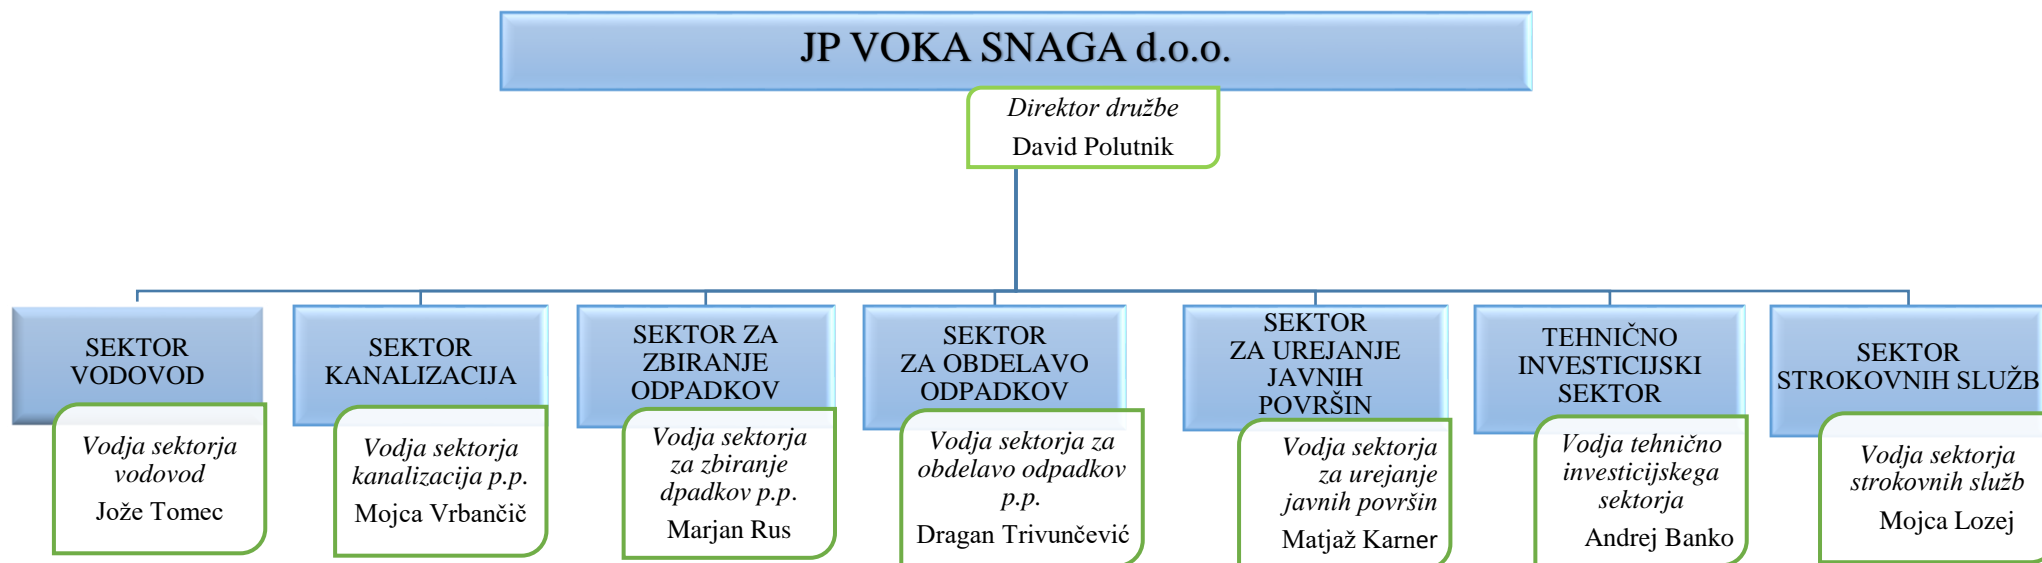 JP VOKA SNAGA d.o.o.
Direktor družbe
David Polutnik
SEKTOR
VODOVOD
Vodja sektorja
vodovod
Jože Tomec
SEKTOR
KANALIZACIJA
Vodja sektorja
kanalizacija p.p.
Mojca Vrbančič
SEKTOR ZA
ZBIRANJE
ODPADKOV
Vodja sektorja
za zbiranje
dpadkov p.p.
Marjan Rus
SEKTOR
ZA OBDELAVO
ODPADKOV
Vodja sektorja za
obdelavo odpadkov
p.p.
Dragan Trivunčević
SEKTOR
ZA UREJANJE
JAVNIH
POVRŠIN
Vodja sektorja
za urejanje
javnih površin
Matjaž Karner
TEHNIČNO
INVESTICIJSKI
SEKTOR
Vodja tehnično
investicijskega
sektorja
Andrej Banko
SEKTOR
STROKOVNIH SLUŽB
Vodja sektorja
strokovnih služb
Mojca Lozej